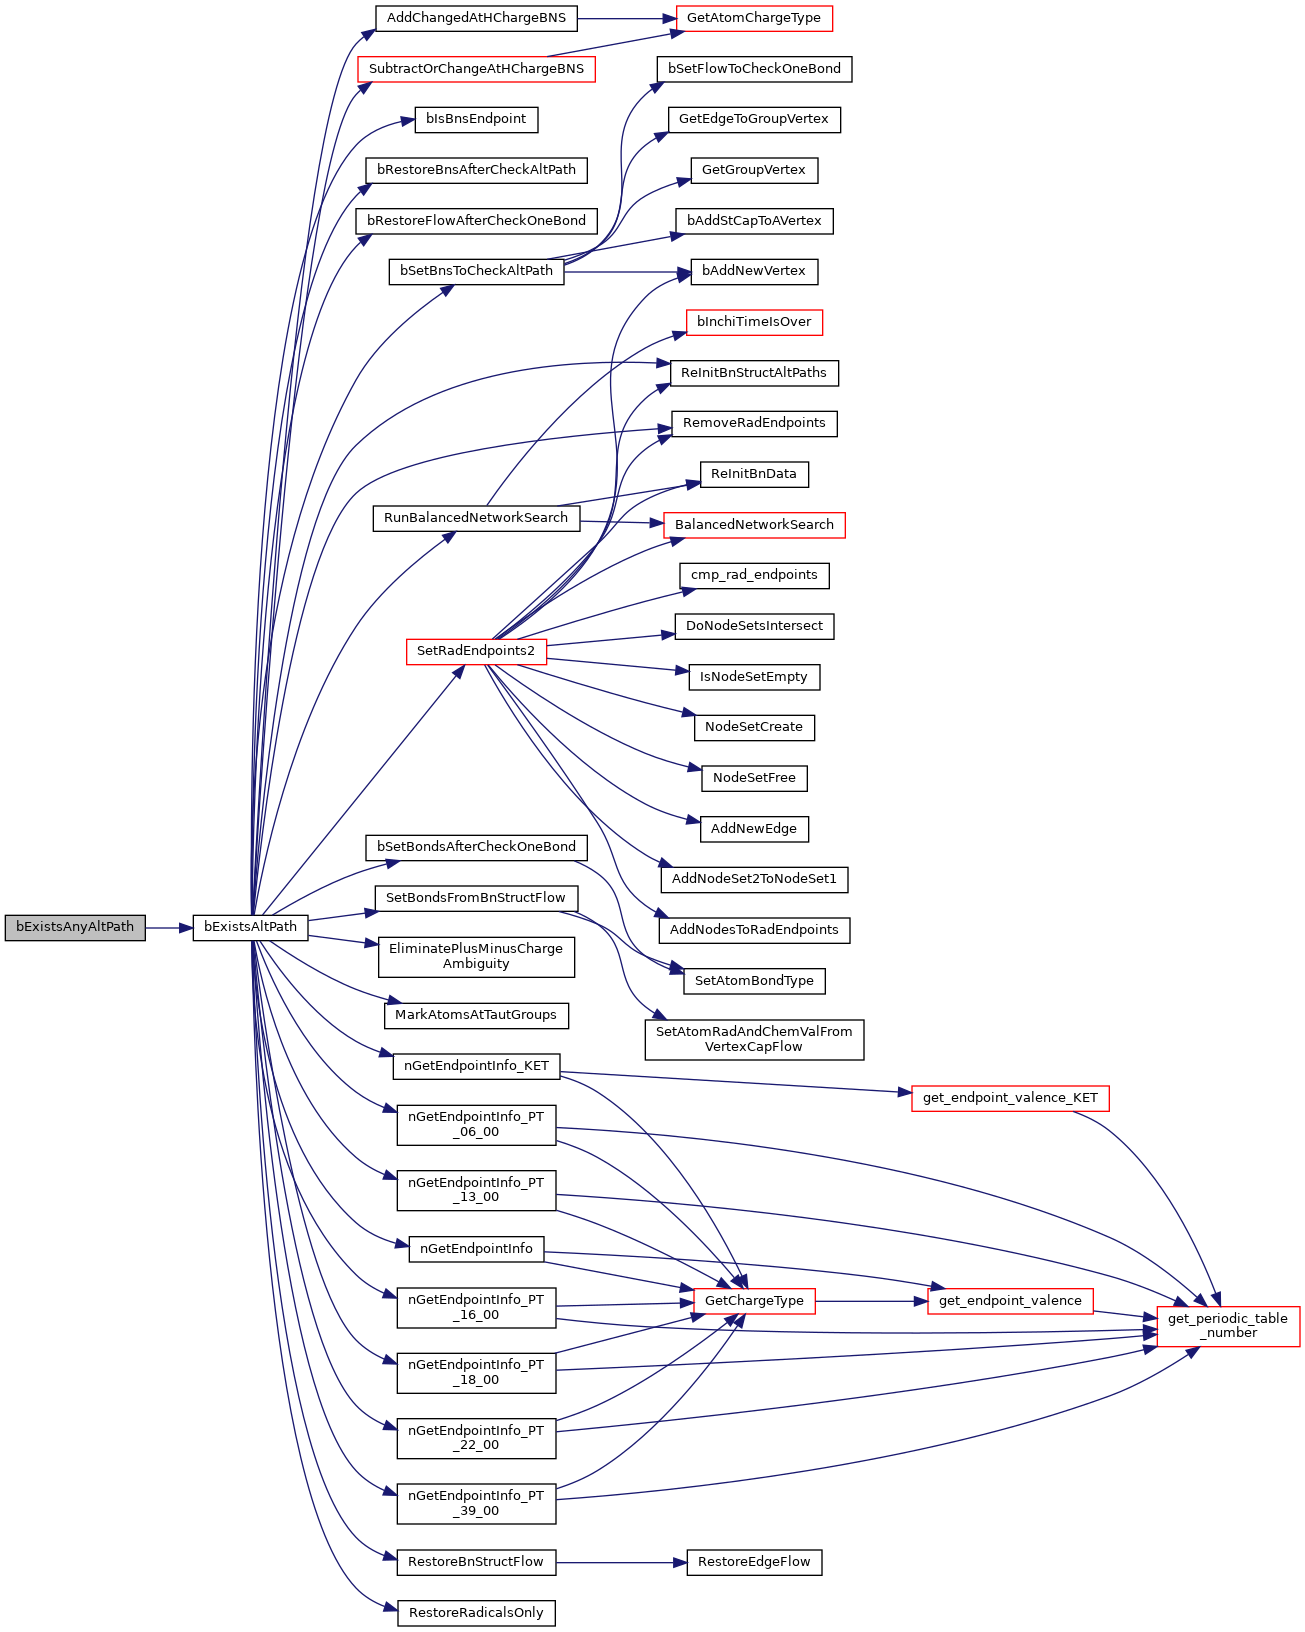 AddChangedAtHChargeBNS
GetAtomChargeType
SubtractOrChangeAtHChargeBNS
bSetFlowToCheckOneBond
bIsBnsEndpoint
GetEdgeToGroupVertex
bRestoreBnsAfterCheckAltPath
GetGroupVertex
bRestoreFlowAfterCheckOneBond
bAddStCapToAVertex
bSetBnsToCheckAltPath
bAddNewVertex
bInchiTimeIsOver
ReInitBnStructAltPaths
RemoveRadEndpoints
ReInitBnData
RunBalancedNetworkSearch
BalancedNetworkSearch
cmp_rad_endpoints
DoNodeSetsIntersect
SetRadEndpoints2
IsNodeSetEmpty
NodeSetCreate
NodeSetFree
AddNewEdge
bSetBondsAfterCheckOneBond
AddNodeSet2ToNodeSet1
SetBondsFromBnStructFlow
bExistsAnyAltPath
bExistsAltPath
AddNodesToRadEndpoints
EliminatePlusMinusCharge
Ambiguity
SetAtomBondType
MarkAtomsAtTautGroups
SetAtomRadAndChemValFrom
VertexCapFlow
nGetEndpointInfo_KET
get_endpoint_valence_KET
nGetEndpointInfo_PT
_06_00
nGetEndpointInfo_PT
_13_00
nGetEndpointInfo
nGetEndpointInfo_PT
_16_00
GetChargeType
get_endpoint_valence
get_periodic_table
_number
nGetEndpointInfo_PT
_18_00
nGetEndpointInfo_PT
_22_00
nGetEndpointInfo_PT
_39_00
RestoreBnStructFlow
RestoreEdgeFlow
RestoreRadicalsOnly